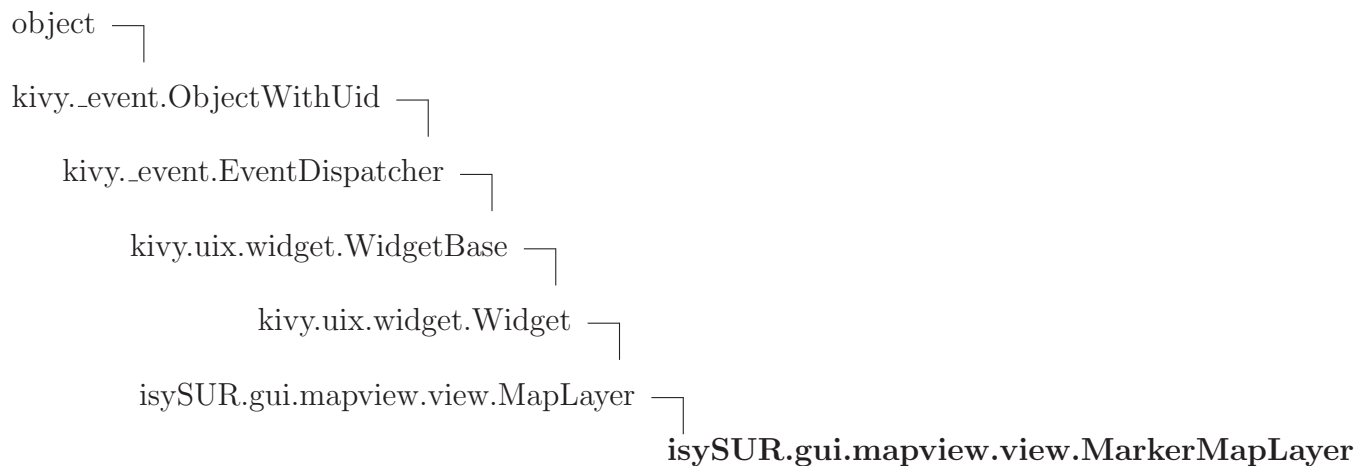 object
kivy._event.ObjectWithUid
kivy._event.EventDispatcher
kivy.uix.widget.WidgetBase
kivy.uix.widget.Widget
isySUR.gui.mapview.view.MapLayer
isySUR.gui.mapview.view.MarkerMapLayer